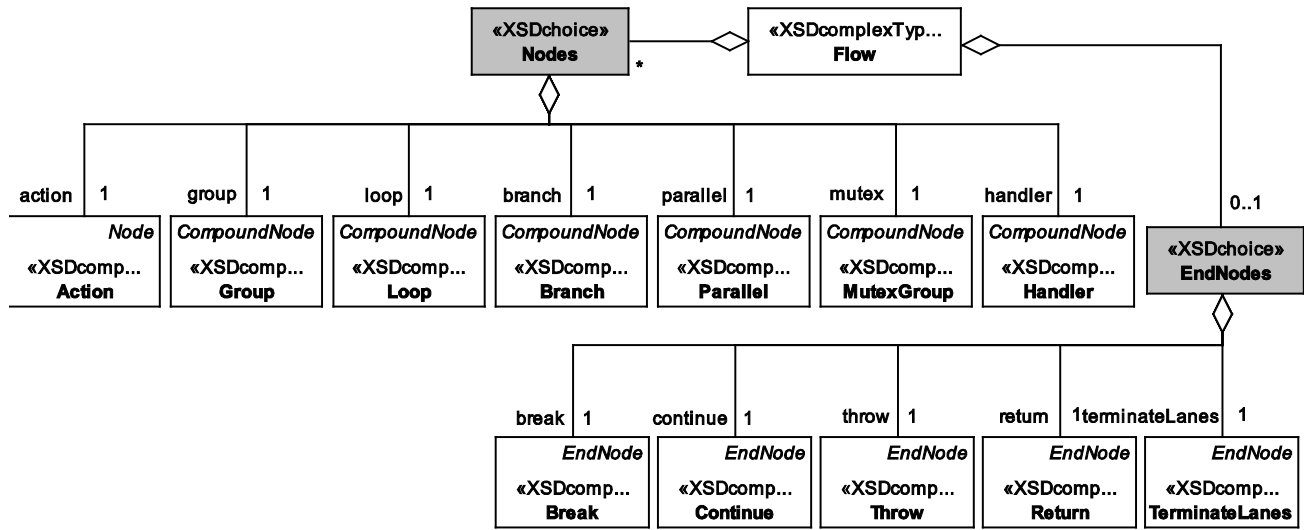 «XSDchoice»
Nodes
*
«XSDcomplexTyp...
Flow
action 1
group 1
loop 1
branch 1
parallel 1
mutex 1
handler 1
0..1
Node
«XSDcomp...
Action
CompoundNode
«XSDcomp...
Group
CompoundNode
«XSDcomp...
Loop
CompoundNode
«XSDcomp...
Branch
CompoundNode
«XSDcomp...
Parallel
CompoundNode
«XSDcomp...
MutexGroup
CompoundNode
«XSDcomp...
Handler
«XSDchoice»
EndNodes
break 1
continue 1
throw 1
return 1
terminateLanes 1
EndNode
«XSDcomp...
Break
EndNode
«XSDcomp...
Continue
EndNode
«XSDcomp...
Throw
EndNode
«XSDcomp...
Return
EndNode
«XSDcomp...
TerminateLanes